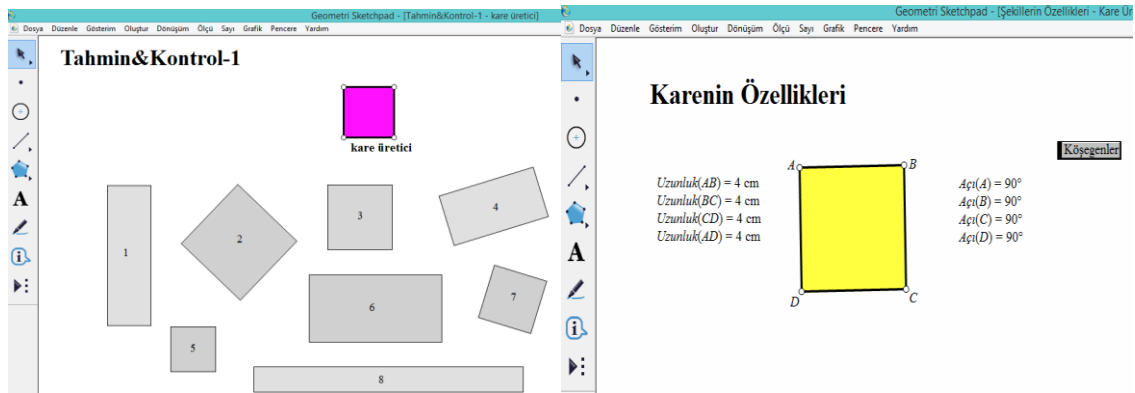 Geometri Sketchpad - [Tahmin&Kontrol-1 - kare üretici]
Dosya Düzenle Gösterim Oluştur Dönüşüm Ölçü Sayı Grafik Pencere Yardım
Tahmin&Kontrol-1
kare üretici
1
2
3
4
5
6
7
8
A
Geometri Sketchpad - [Şekillerin Özellikleri - Kare Ür
Dosya Düzenle Gösterim Oluştur Dönüşüm Ölçü Sayı Grafik Pencere Yardım
Karenin Özellikleri
Köşegenler
A
B
C
D
Uzunluk(AB) = 4 cm
Uzunluk(BC) = 4 cm
Uzunluk(CD) = 4 cm
Uzunluk(AD) = 4 cm
Açı(A) = 90°
Açı(B) = 90°
Açı(C) = 90°
Açı(D) = 90°
A